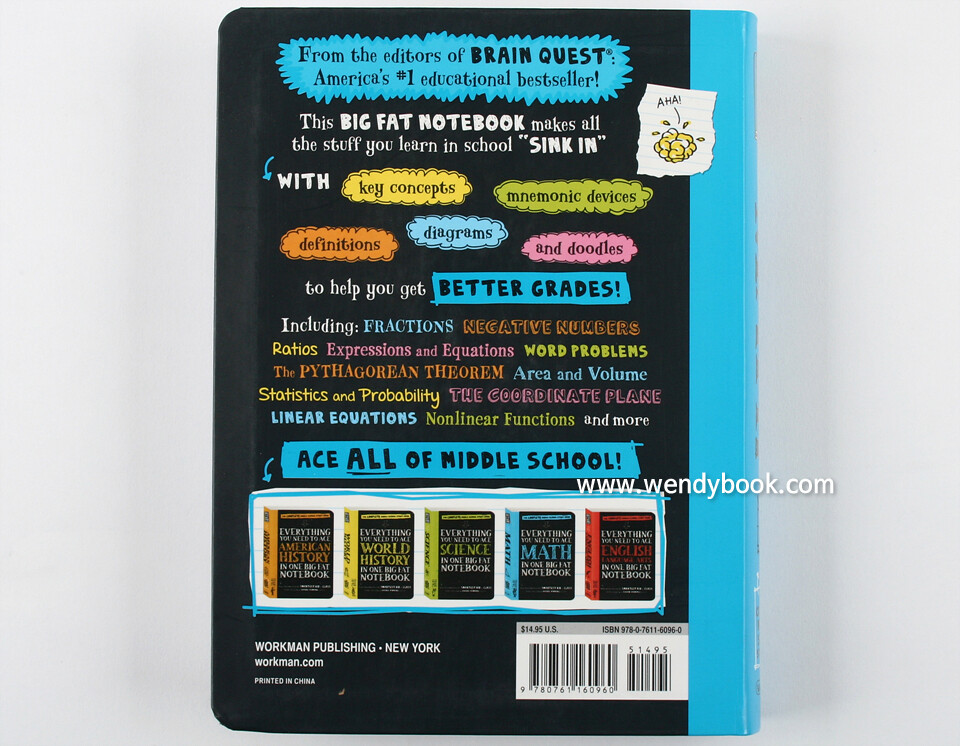 From the editors of BRAIN QUEST®:
America's #1 educational bestseller!
AHA!
This BIG FAT NOTEBOOK makes all
the stuff you learn in school "SINK IN"
WITH key concepts mnemonic devices
definitions diagrams and doodles
to help you get BETTER GRADES!
Including: FRACTIONS NEGATIVE NUMBERS
Ratios Expressions and Equations WORD PROBLEMS
The PYTHAGOREAN THEOREM Area and Volume
Statistics and Probability THE COORDINATE PLANE
LINEAR EQUATIONS Nonlinear Functions and more
ACE ALL OF MIDDLE SCHOOL!
www.wendybook.com
EVERYTHING
YOU NEED TO ACE
AMERICAN
HISTORY
IN ONE BIG FAT
NOTEBOOK
EVERYTHING
YOU NEED TO ACE
WORLD
HISTORY
IN ONE BIG FAT
NOTEBOOK
EVERYTHING
YOU NEED TO ACE
SCIENCE
IN ONE BIG FAT
NOTEBOOK
EVERYTHING
YOU NEED TO ACE
MATH
IN ONE BIG FAT
NOTEBOOK
EVERYTHING
YOU NEED TO ACE
ENGLISH
LANGUAGE ARTS
IN ONE BIG FAT
NOTEBOOK
WORKMAN PUBLISHING • NEW YORK
workman.com
PRINTED IN CHINA
$14.95 U.S. ISBN 978-0-7611-6096-0
51495
9 780761 160960